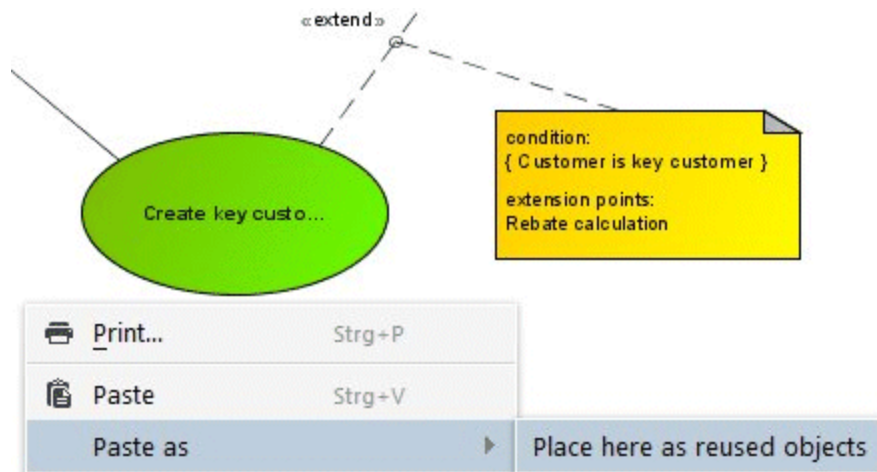 «extend»
condition:
{ Customer is key customer }
extension points:
Rebate calculation
Create key custo...
Print... Strg+P
Paste Strg+V
Paste as Place here as reused objects